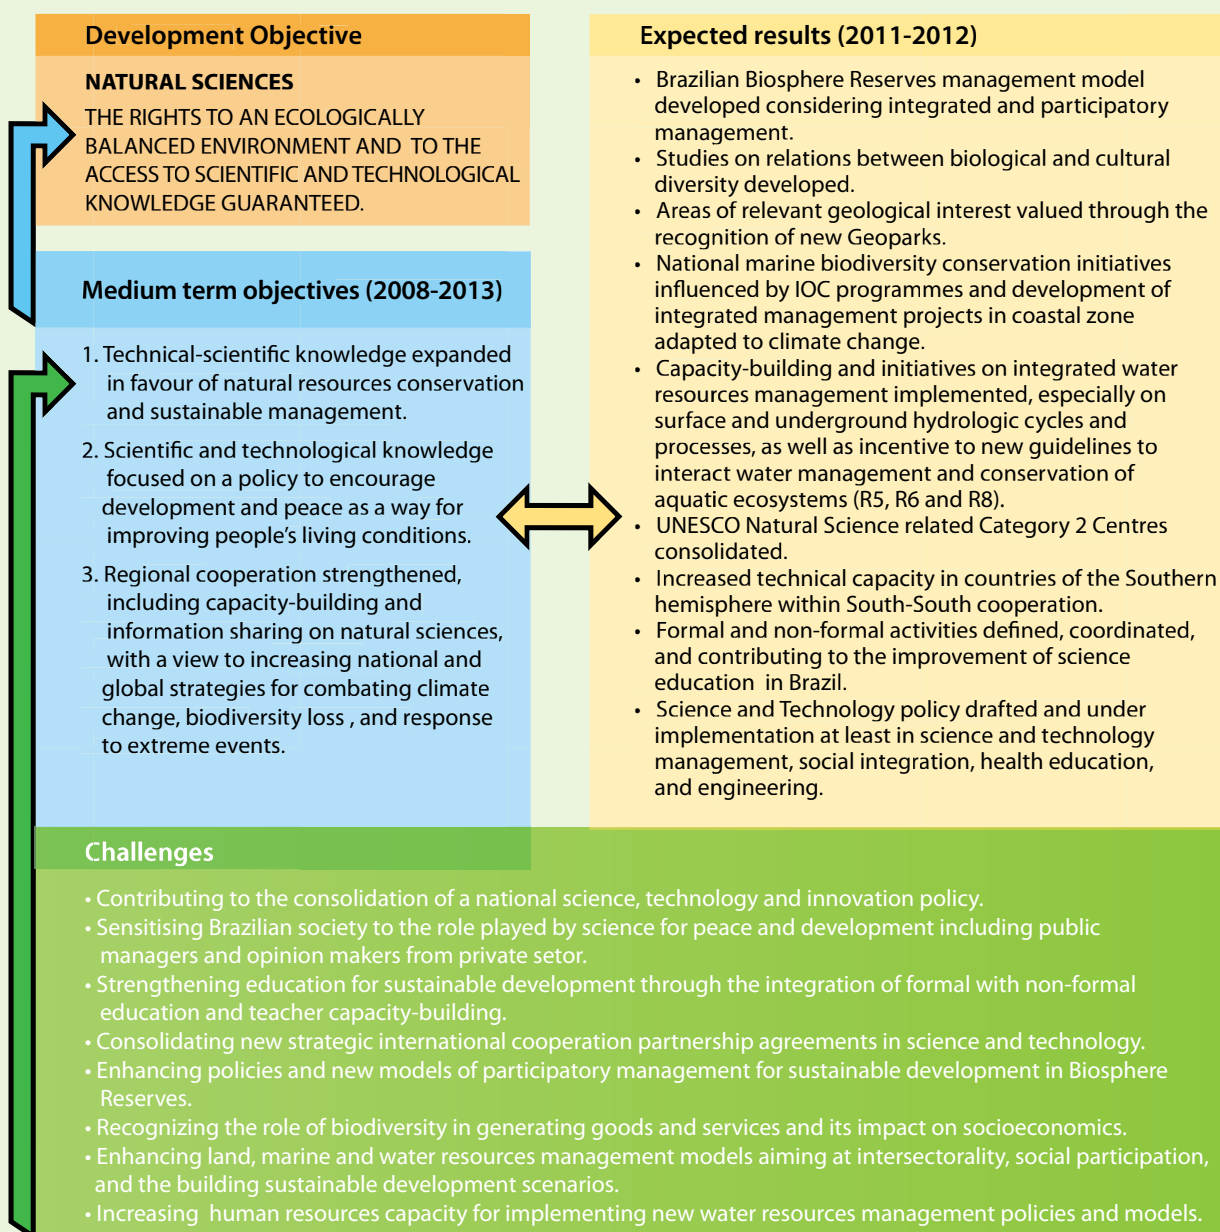 Development Objective
NATURAL SCIENCES
THE RIGHTS TO AN ECOLOGICALLY
BALANCED ENVIRONMENT AND TO THE
ACCESS TO SCIENTIFIC AND TECHNOLOGICAL
KNOWLEDGE GUARANTEED.
Medium term objectives (2008-2013)
1. Technical-scientific knowledge expanded
in favour of natural resources conservation
and sustainable management.
2. Scientific and technological knowledge
focused on a policy to encourage
development and peace as a way for
improving people's living conditions.
3. Regional cooperation strengthened,
including capacity-building and
information sharing on natural sciences,
with a view to increasing national and
global strategies for combating climate
change, biodiversity loss , and response
to extreme events.
Expected results (2011-2012)
• Brazilian Biosphere Reserves management model
developed considering integrated and participatory
management.
• Studies on relations between biological and cultural
diversity developed.
• Areas of relevant geological interest valued through the
recognition of new Geoparks.
• National marine biodiversity conservation initiatives
influenced by IOC programmes and development of
integrated management projects in coastal zone
adapted to climate change.
• Capacity-building and initiatives on integrated water
resources management implemented, especially on
surface and underground hydrologic cycles and
processes, as well as incentive to new guidelines to
interact water management and conservation of
aquatic ecosystems (R5, R6 and R8).
• UNESCO Natural Science related Category 2 Centres
consolidated.
• Increased technical capacity in countries of the Southern
hemisphere within South-South cooperation.
• Formal and non-formal activities defined, coordinated,
and contributing to the improvement of science
education in Brazil.
• Science and Technology policy drafted and under
implementation at least in science and technology
management, social integration, health education,
and engineering.
Challenges
• Contributing to the consolidation of a national science, technology and innovation policy.
• Sensitising Brazilian society to the role played by science for peace and development including public
managers and opinion makers from private setor.
• Strengthening education for sustainable development through the integration of formal with non-formal
education and teacher capacity-building.
• Consolidating new strategic international cooperation partnership agreements in science and technology.
• Enhancing policies and new models of participatory management for sustainable development in Biosphere
Reserves.
• Recognizing the role of biodiversity in generating goods and services and its impact on socioeconomics.
• Enhancing land, marine and water resources management models aiming at intersectorality, social participation,
and the building sustainable development scenarios.
• Increasing human resources capacity for implementing new water resources management policies and models.